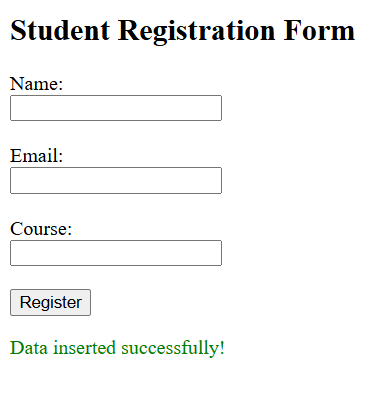 Student Registration Form
Name:
Email:
Course:
Register
Data inserted successfully!